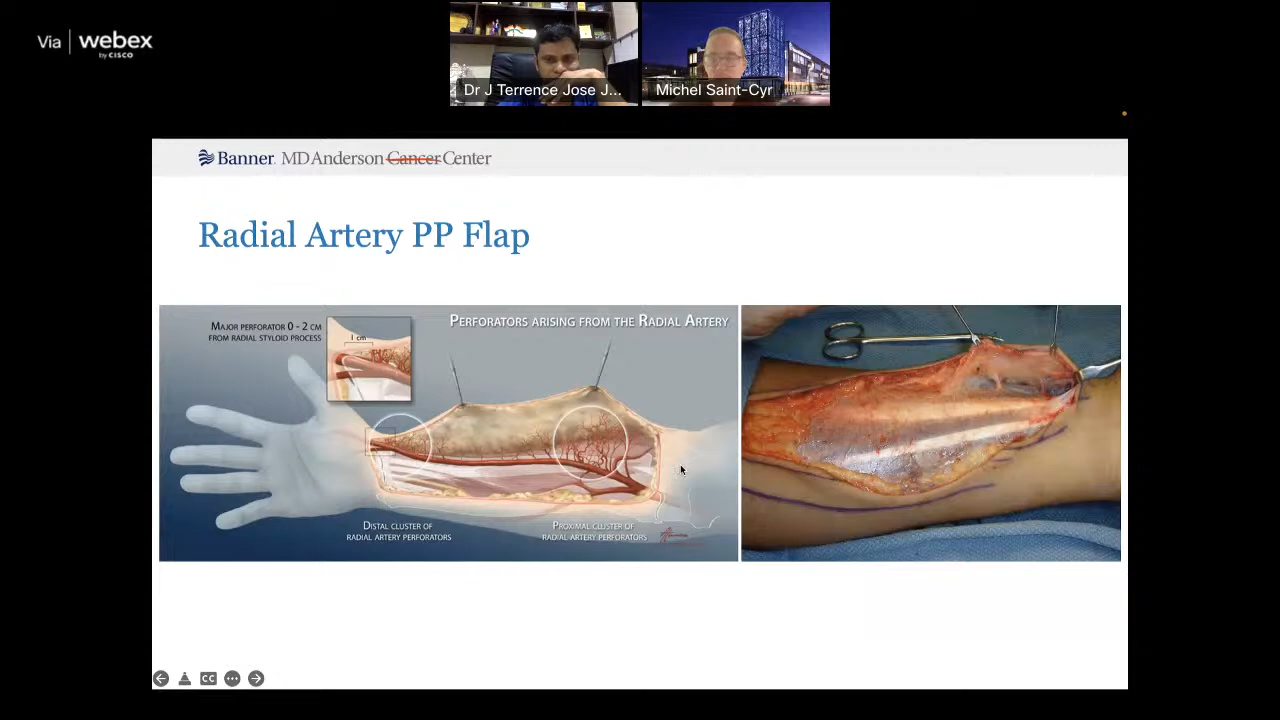 Via | webex
by CISCO
Dr J Terrence Jose J...
Michel Saint-Cyr
Banner MD Anderson Cancer Center
Radial Artery PP Flap
MAJOR PERFORATOR 0 - 2 CM
FROM RADIAL STYLOID PROCESS
1 cm
PERFORATORS ARISING FROM THE RADIAL ARTERY
DISTAL CLUSTER OF
RADIAL ARTERY PERFORATORS
PROXIMAL CLUSTER OF
RADIAL ARTERY PERFORATORS
CC